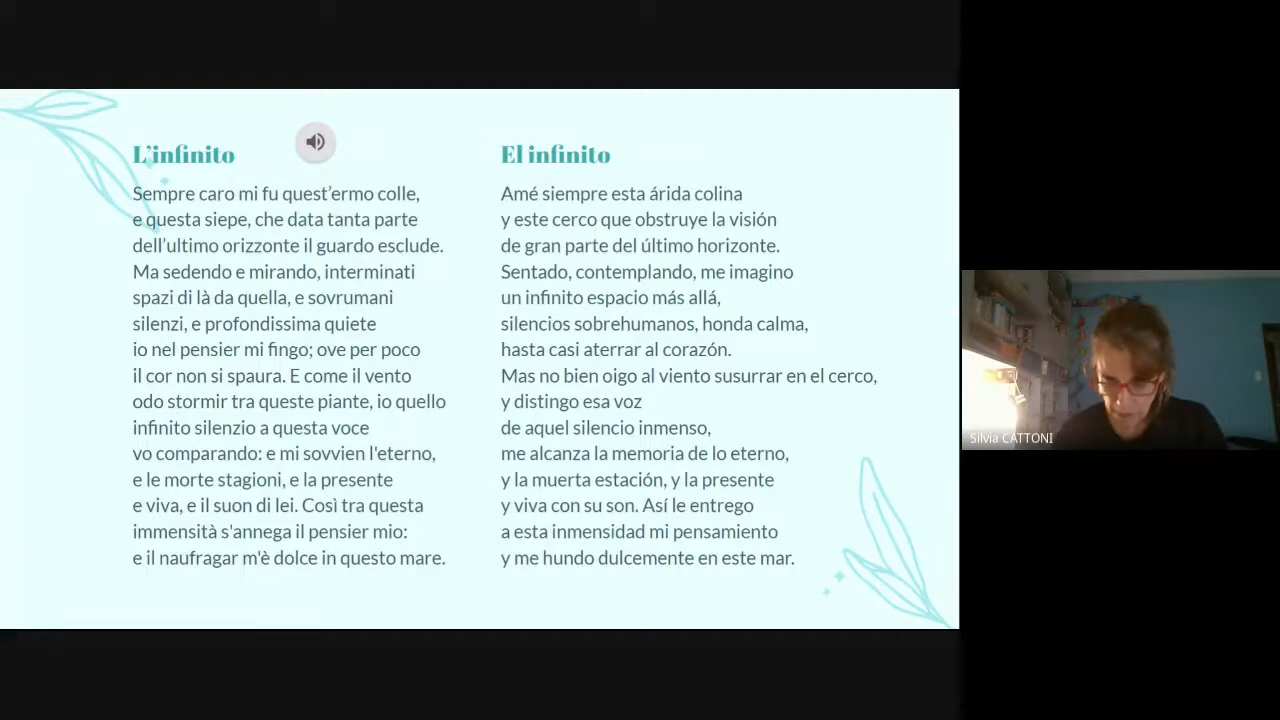 L'infinito
Sempre caro mi fu quest’ermo colle,
e questa siepe, che data tanta parte
dell’ultimo orizzonte il guardo esclude.
Ma sedendo e mirando, interminati
spazi di là da quella, e sovrumani
silenzi, e profondissima quiete
io nel pensier mi fingo; ove per poco
il cor non si spaura. E come il vento
odo stormir tra queste piante, io quello
infinito silenzio a questa voce
vo comparando: e mi sovvien l'eterno,
e le morte stagioni, e la presente
e viva, e il suon di lei. Così tra questa
immensità s'annega il pensier mio:
e il naufragar m'è dolce in questo mare.
El infinito
Amé siempre esta árida colina
y este cerco que obstruye la visión
de gran parte del último horizonte.
Sentado, contemplando, me imagino
un infinito espacio más allá,
silencios sobrehumanos, honda calma,
hasta casi aterrar al corazón.
Mas no bien oigo al viento susurrar en el cerco,
y distingo esa voz
de aquel silencio inmenso,
me alcanza la memoria de lo eterno,
y la muerta estación, y la presente
y viva con su son. Así le entrego
a esta inmensidad mi pensamiento
y me hundo dulcemente en este mar.
Silvia CATTONI